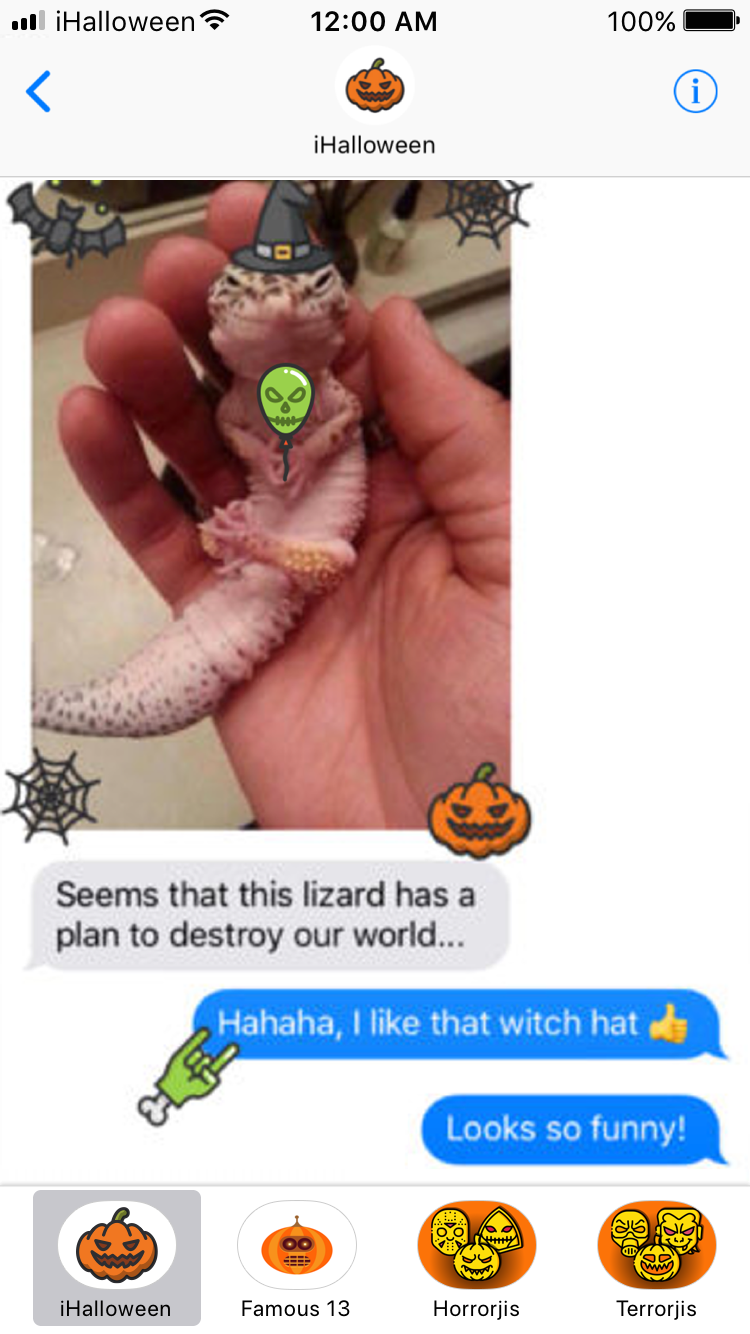 iHalloween 12:00 AM 100%
iHalloween
Seems that this lizard has a
plan to destroy our world...
Hahaha, I like that witch hat 👍
Looks so funny!
iHalloween Famous 13 Horrorjis Terrorjis